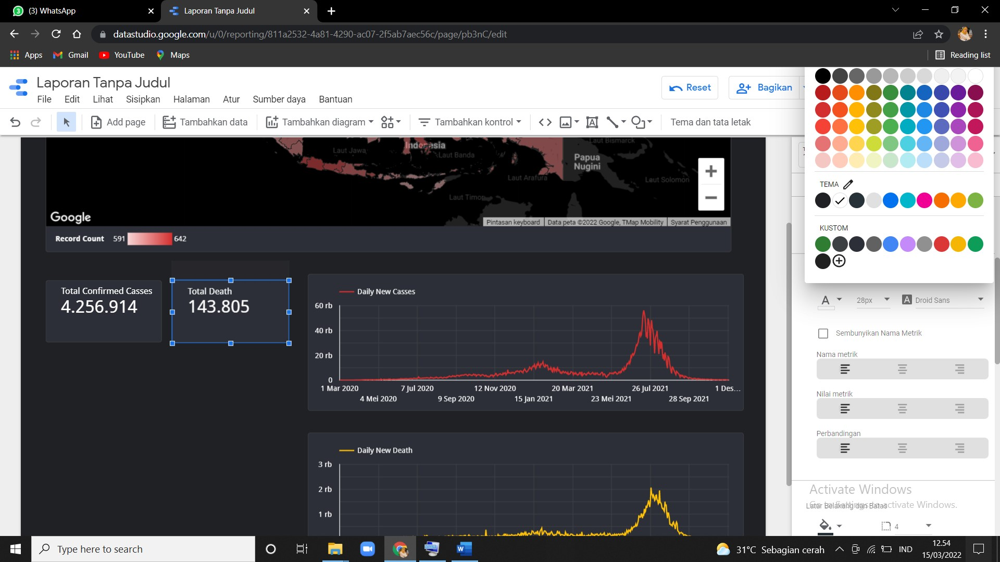 (3) WhatsApp
Laporan Tanpa Judul
datastudio.google.com/u/0/reporting/811a2532-4a81-4290-ac07-2f5ab7aec56c/page/pb3nC/edit
Apps Gmail YouTube Maps Reading list
Laporan Tanpa Judul
File Edit Lihat Sisipkan Halaman Atur Sumber daya Bantuan
Reset Bagikan
Add page Tambahkan data Tambahkan diagram Tambahkan kontrol Tema dan tata letak
Indonesia
Laut Jawa
Laut Banda
Laut Bismarck
Papua
Nugini
Laut Arafura
Laut Solomon
Laut Timor
Google
Pintasan keyboard Data peta ©2022 Google, TMap Mobility Syarat Penggunaan
Record Count 591 642
Total Confirmed Casses
4.256.914
Total Death
143.805
Daily New Casses
60 rb
40 rb
20 rb
0
1 Mar 2020 7 Jul 2020 12 Nov 2020 20 Mar 2021 26 Jul 2021 1 Des...
4 Mei 2020 9 Sep 2020 15 Jan 2021 23 Mei 2021 28 Sep 2021
Daily New Death
3 rb
2 rb
1 rb
TEMA
KUSTOM
A 28px A Droid Sans
Sembunyikan Nama Metrik
Nama metrik
Nilai metrik
Perbandingan
Activate Windows
Go to Settings to activate Windows.
Latar Belakang dan Batas
4
Type here to search
31°C Sebagian cerah
IND
12.54
15/03/2022